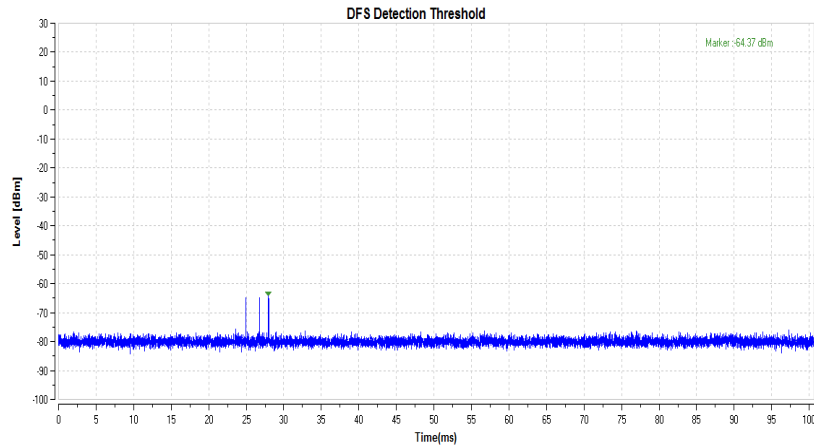 DFS Detection Threshold
Marker :-64.37 dBm
30
20
10
0
-10
-20
-30
-40
-50
-60
-70
-80
-90
-100
Level [dBm]
0 5 10 15 20 25 30 35 40 45 50 55 60 65 70 75 80 85 90 95 100
Time(ms)